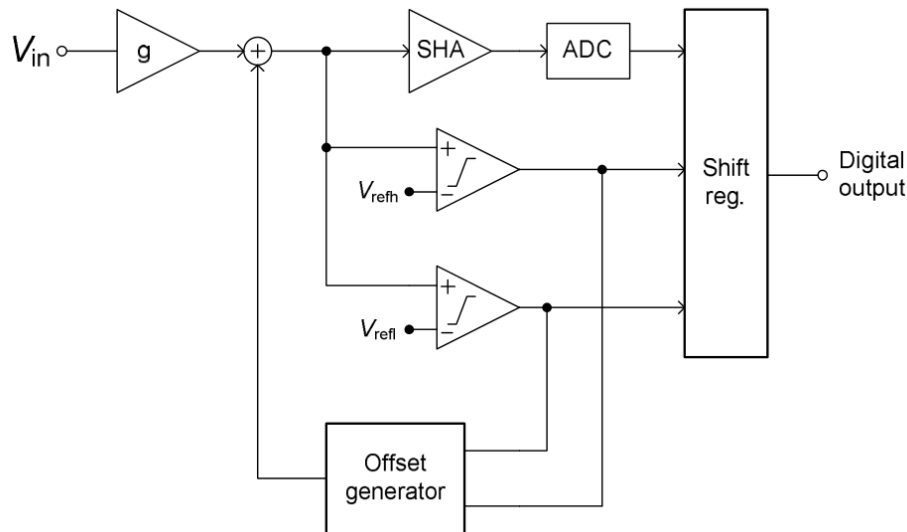 Vin
g
+
SHA
ADC
+
−
Vrefh
+
−
Vrefl
Shift
reg.
Digital
output
Offset
generator